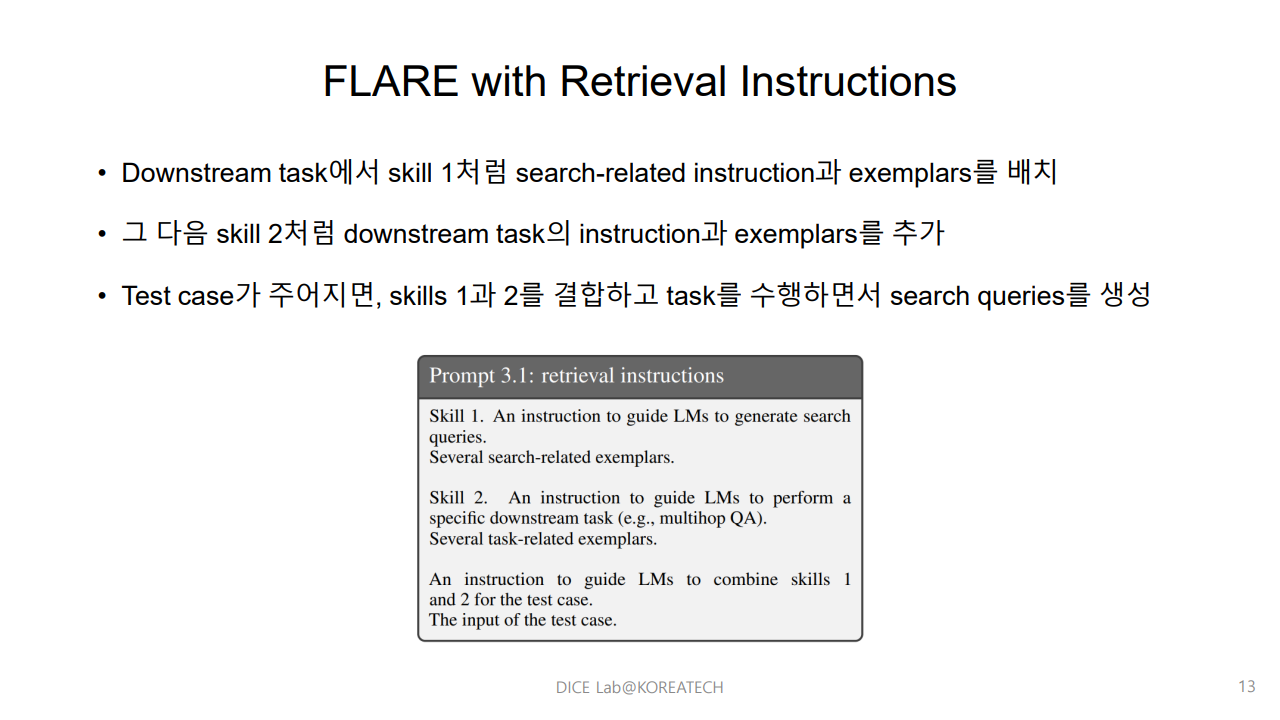 FLARE with Retrieval Instructions
• Downstream task에서 skill 1처럼 search-related instruction과 exemplars를 배치
• 그 다음 skill 2처럼 downstream task의 instruction과 exemplars를 추가
• Test case가 주어지면, skills 1과 2를 결합하고 task를 수행하면서 search queries를 생성
Prompt 3.1: retrieval instructions
Skill 1. An instruction to guide LMs to generate search
queries.
Several search-related exemplars.
Skill 2. An instruction to guide LMs to perform a
specific downstream task (e.g., multihop QA).
Several task-related exemplars.
An instruction to guide LMs to combine skills 1
and 2 for the test case.
The input of the test case.
DICE Lab@KOREATECH
13